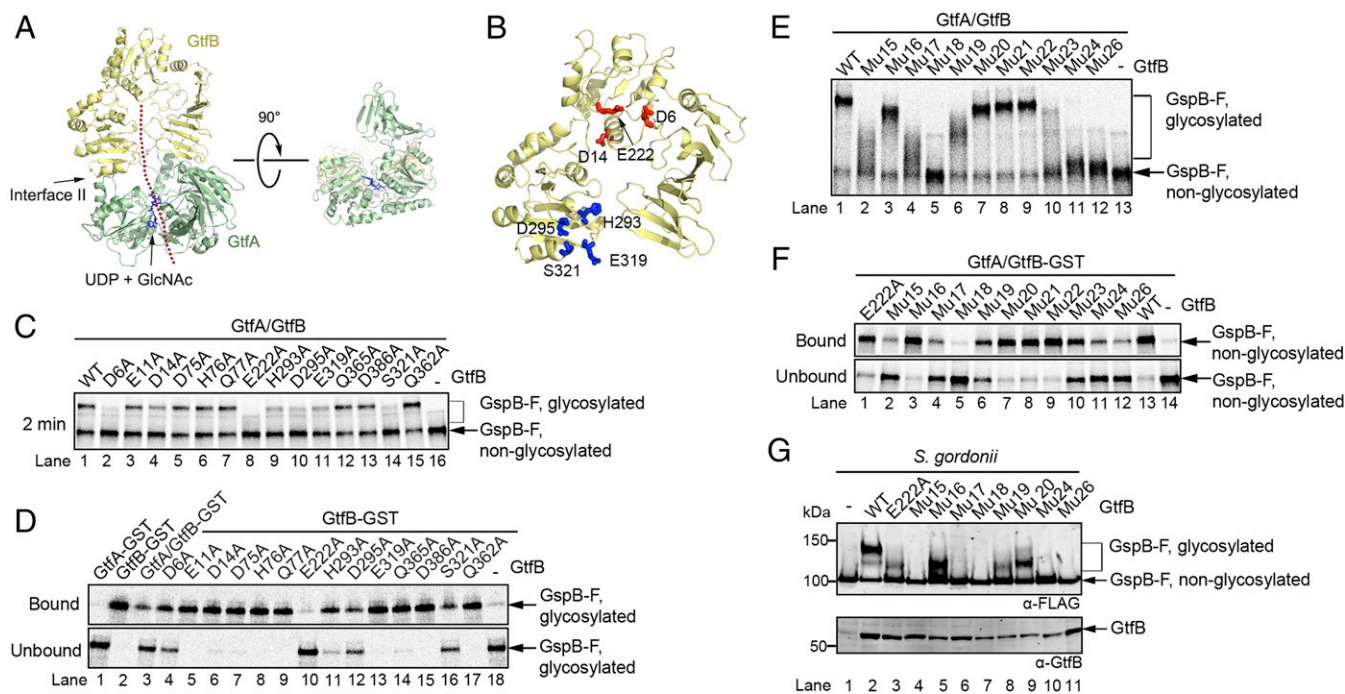 A
GtfB
Interface II
GtfA
UDP + GlcNAc
90°
B
D6
D14
E222
D295
H293
S321
E319
C
GtfA/GtfB
WT D6A E11A D14A D75A H76A Q77A E222A H293A D295A E319A Q365A D386A S321A Q362A - GtfB
2 min
GspB-F, glycosylated
GspB-F, non-glycosylated
Lane 1 2 3 4 5 6 7 8 9 10 11 12 13 14 15 16
D
GtfB-GST
GtfA-GST GtfB-GST GtfA/GtfB-GST D6A E11A D14A D75A H76A Q77A E222A H293A D295A E319A Q365A D386A S321A Q362A - GtfB
Bound
GspB-F, glycosylated
Unbound
GspB-F, glycosylated
Lane 1 2 3 4 5 6 7 8 9 10 11 12 13 14 15 16 17 18
E
GtfA/GtfB
WT Mu15 Mu16 Mu17 Mu18 Mu19 Mu20 Mu21 Mu22 Mu23 Mu24 Mu26 - GtfB
GspB-F, glycosylated
GspB-F, non-glycosylated
Lane 1 2 3 4 5 6 7 8 9 10 11 12 13
F
GtfA/GtfB-GST
E222A Mu15 Mu16 Mu17 Mu18 Mu19 Mu20 Mu21 Mu22 Mu23 Mu24 Mu26 WT - GtfB
Bound
GspB-F, non-glycosylated
Unbound
GspB-F, non-glycosylated
Lane 1 2 3 4 5 6 7 8 9 10 11 12 13 14
G
S. gordonii
- WT E222A Mu15 Mu16 Mu17 Mu18 Mu19 Mu 20 Mu24 Mu26 GtfB
kDa
150
GspB-F, glycosylated
100
GspB-F, non-glycosylated
α-FLAG
GtfB
50
α-GtfB
Lane 1 2 3 4 5 6 7 8 9 10 11